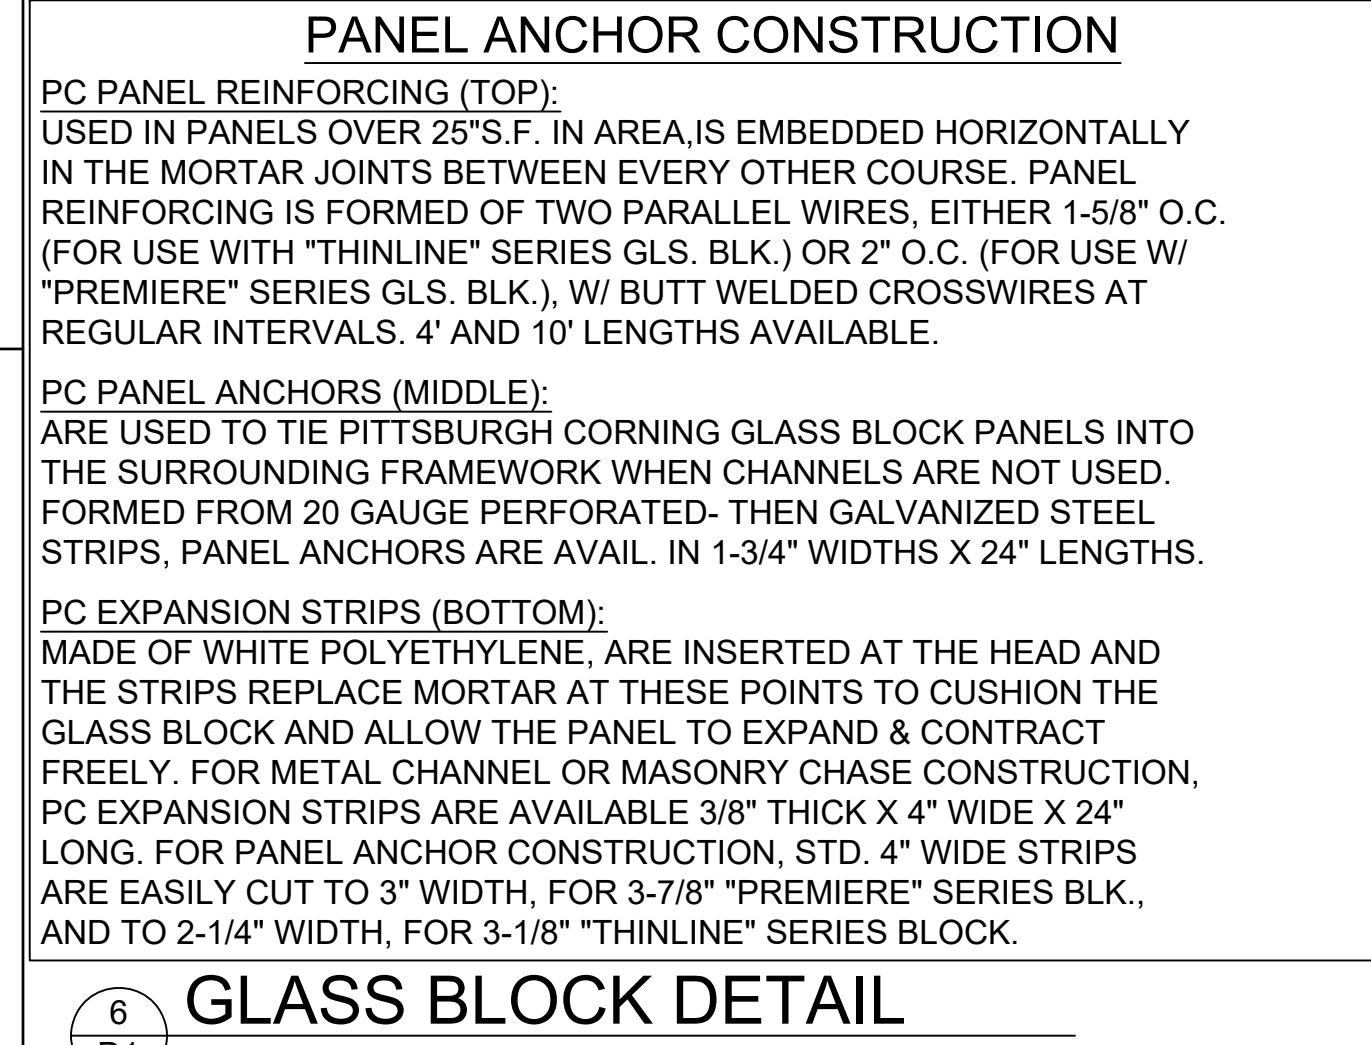 PANEL ANCHOR CONSTRUCTION
PC PANEL REINFORCING (TOP):
USED IN PANELS OVER 25"S.F. IN AREA,IS EMBEDDED HORIZONTALLY
IN THE MORTAR JOINTS BETWEEN EVERY OTHER COURSE. PANEL
REINFORCING IS FORMED OF TWO PARALLEL WIRES, EITHER 1-5/8" O.C.
(FOR USE WITH "THINLINE" SERIES GLS. BLK.) OR 2" O.C. (FOR USE W/
"PREMIERE" SERIES GLS. BLK.), W/ BUTT WELDED CROSSWIRES AT
REGULAR INTERVALS. 4' AND 10' LENGTHS AVAILABLE.
PC PANEL ANCHORS (MIDDLE):
ARE USED TO TIE PITTSBURGH CORNING GLASS BLOCK PANELS INTO
THE SURROUNDING FRAMEWORK WHEN CHANNELS ARE NOT USED.
FORMED FROM 20 GAUGE PERFORATED- THEN GALVANIZED STEEL
STRIPS, PANEL ANCHORS ARE AVAIL. IN 1-3/4" WIDTHS X 24" LENGTHS.
PC EXPANSION STRIPS (BOTTOM):
MADE OF WHITE POLYETHYLENE, ARE INSERTED AT THE HEAD AND
THE STRIPS REPLACE MORTAR AT THESE POINTS TO CUSHION THE
GLASS BLOCK AND ALLOW THE PANEL TO EXPAND & CONTRACT
FREELY. FOR METAL CHANNEL OR MASONRY CHASE CONSTRUCTION,
PC EXPANSION STRIPS ARE AVAILABLE 3/8" THICK X 4" WIDE X 24"
LONG. FOR PANEL ANCHOR CONSTRUCTION, STD. 4" WIDE STRIPS
ARE EASILY CUT TO 3" WIDTH, FOR 3-7/8" "PREMIERE" SERIES BLK.,
AND TO 2-1/4" WIDTH, FOR 3-1/8" "THINLINE" SERIES BLOCK.
6
GLASS BLOCK DETAIL